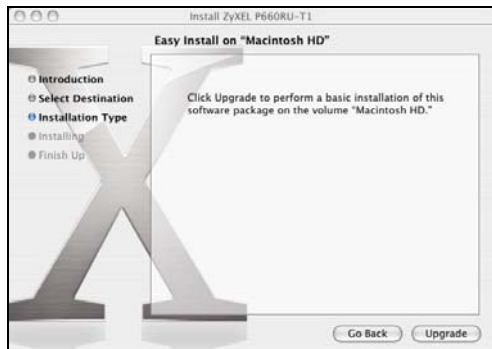 Install ZyXEL P660RU-T1
Easy Install on “Macintosh HD”
Introduction
Select Destination
Installation Type
Installing
Finish Up
Click Upgrade to perform a basic installation of this
software package on the volume “Macintosh HD.”
Go Back
Upgrade